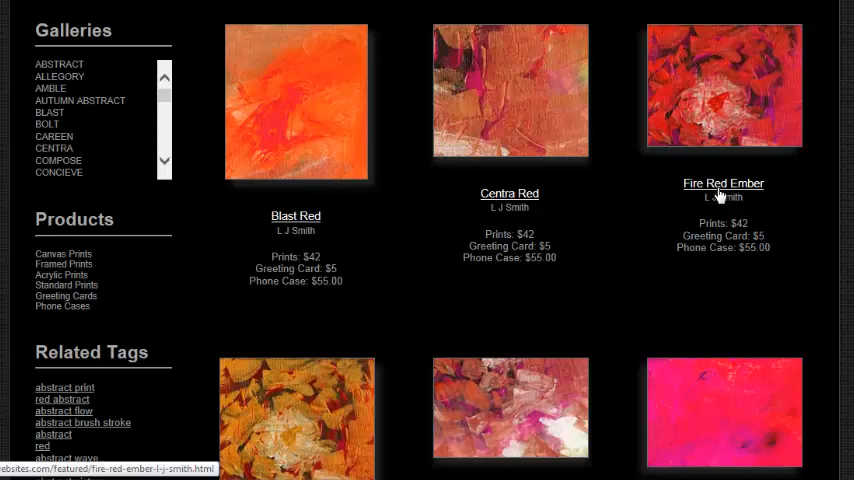 Galleries
ABSTRACT
ALLEGORY
AMBLE
AUTUMN ABSTRACT
BLAST
BOLT
CAREEN
CENTRA
COMPOSE
CONCIEVE
Products
Canvas Prints
Framed Prints
Acrylic Prints
Standard Prints
Greeting Cards
Phone Cases
Related Tags
abstract print
red abstract
abstract flow
abstract brush stroke
abstract
red
abstract wave
Blast Red
L J Smith
Prints: $42
Greeting Card: $5
Phone Case: $55.00
Centra Red
L J Smith
Prints: $42
Greeting Card: $5
Phone Case: $55.00
Fire Red Ember
L J Smith
Prints: $42
Greeting Card: $5
Phone Case: $55.00
ebsites.com/featured/fire-red-ember-l-j-smith.html